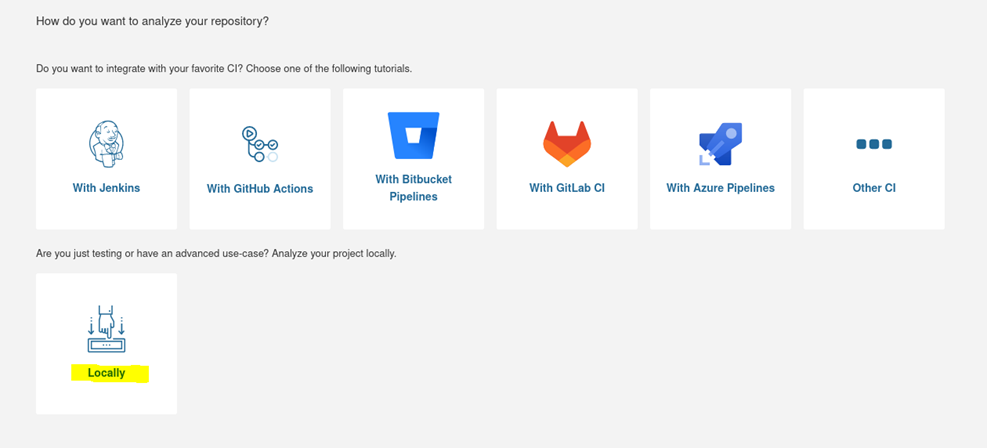 How do you want to analyze your repository?
Do you want to integrate with your favorite CI? Choose one of the following tutorials.
With Jenkins
With GitHub Actions
With Bitbucket
Pipelines
With GitLab CI
With Azure Pipelines
Other CI
Are you just testing or have an advanced use-case? Analyze your project locally.
Locally